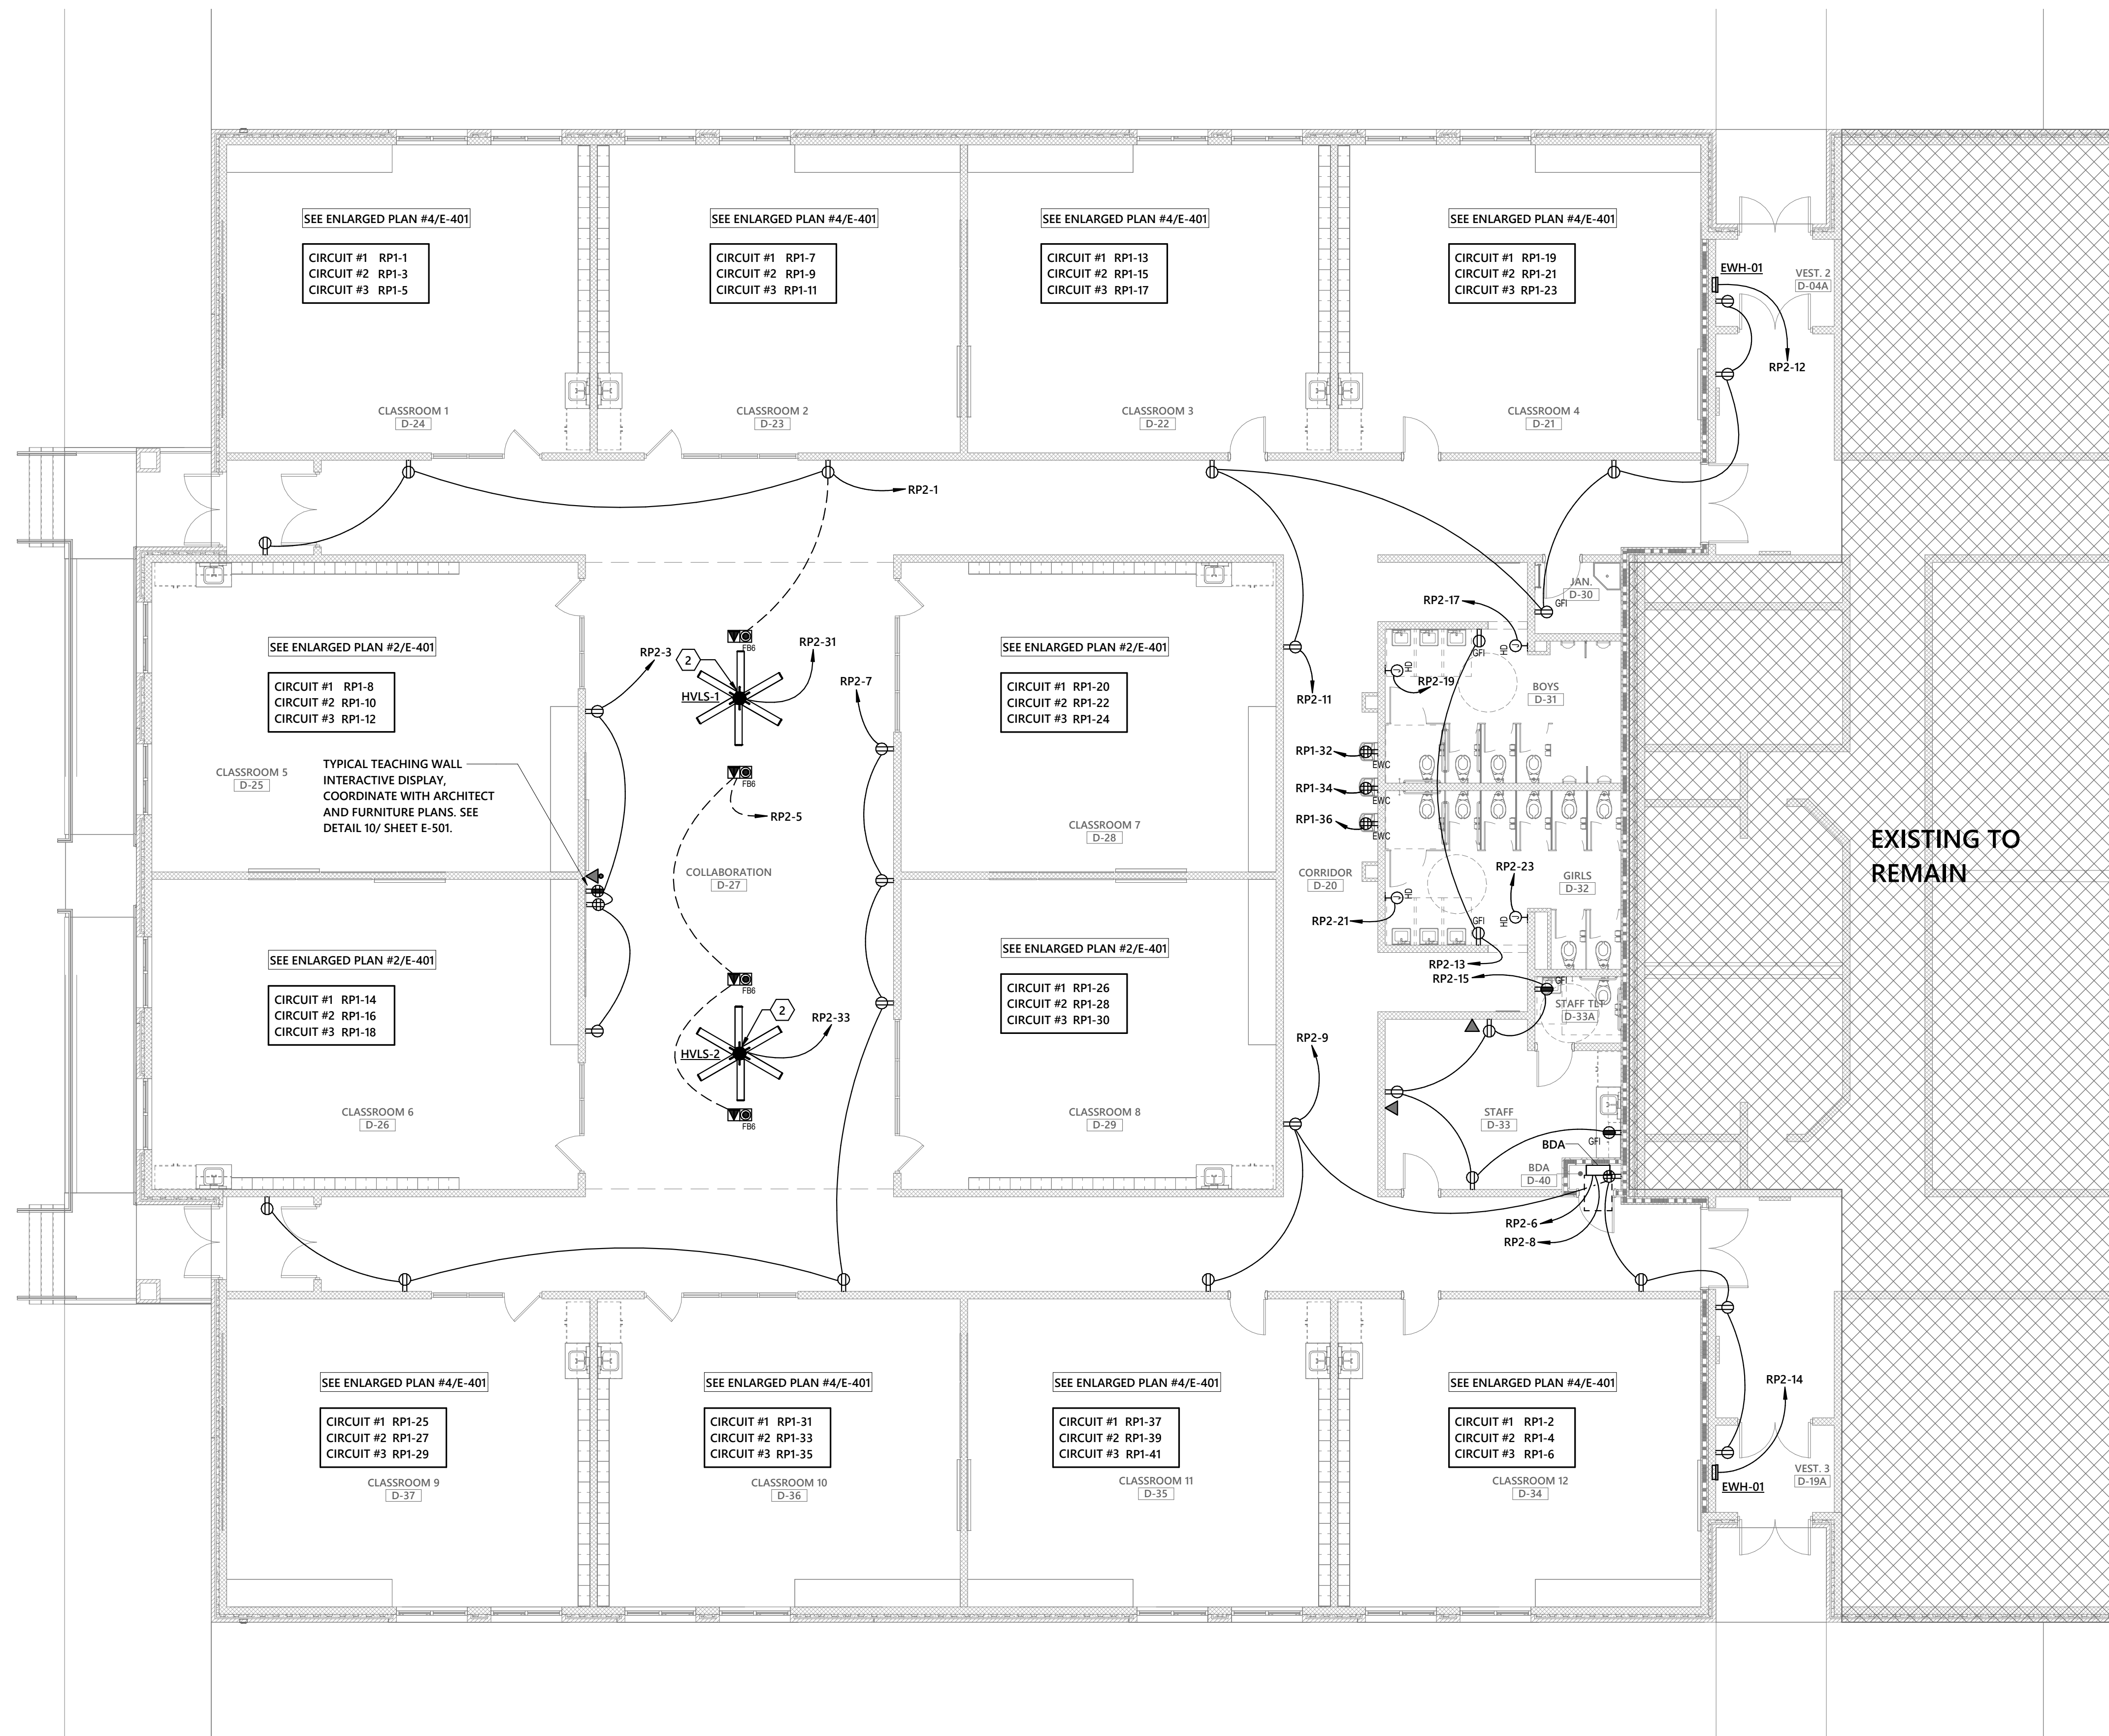 SEE ENLARGED PLAN #4/E-401
CIRCUIT #1 RP1-1
CIRCUIT #2 RP1-3
CIRCUIT #3 RP1-5
CLASSROOM 1
D-24
SEE ENLARGED PLAN #4/E-401
CIRCUIT #1 RP1-7
CIRCUIT #2 RP1-9
CIRCUIT #3 RP1-11
CLASSROOM 2
D-23
SEE ENLARGED PLAN #4/E-401
CIRCUIT #1 RP1-13
CIRCUIT #2 RP1-15
CIRCUIT #3 RP1-17
CLASSROOM 3
D-22
SEE ENLARGED PLAN #4/E-401
CIRCUIT #1 RP1-19
CIRCUIT #2 RP1-21
CIRCUIT #3 RP1-23
CLASSROOM 4
D-21
EWH-01
VEST. 2
D-04A
RP2-12
RP2-1
SEE ENLARGED PLAN #2/E-401
CIRCUIT #1 RP1-8
CIRCUIT #2 RP1-10
CIRCUIT #3 RP1-12
CLASSROOM 5
D-25
TYPICAL TEACHING WALL
INTERACTIVE DISPLAY,
COORDINATE WITH ARCHITECT
AND FURNITURE PLANS. SEE
DETAIL 10/ SHEET E-501.
RP2-3
2
FB6
RP2-31
HVLS-1
RP2-7
FB6
RP2-5
COLLABORATION
D-27
FB6
2
RP2-33
HVLS-2
FB6
SEE ENLARGED PLAN #2/E-401
CIRCUIT #1 RP1-20
CIRCUIT #2 RP1-22
CIRCUIT #3 RP1-24
CLASSROOM 7
D-28
SEE ENLARGED PLAN #2/E-401
CIRCUIT #1 RP1-14
CIRCUIT #2 RP1-16
CIRCUIT #3 RP1-18
CLASSROOM 6
D-26
SEE ENLARGED PLAN #2/E-401
CIRCUIT #1 RP1-26
CIRCUIT #2 RP1-28
CIRCUIT #3 RP1-30
CLASSROOM 8
D-29
JAN.
D-30
GFI
RP2-17
J
HD
GFI
J
HD
RP2-19
RP2-11
BOYS
D-31
RP1-32
EWC
RP1-34
EWC
RP1-36
EWC
CORRIDOR
D-20
RP2-23
GIRLS
D-32
J
HD
RP2-21
J
HD
GFI
RP2-13
RP2-15
GFI
STAFF TLT
D-33A
RP2-9
STAFF
D-33
GFI
BDA
BDA
D-40
RP2-6
RP2-8
EXISTING TO
REMAIN
SEE ENLARGED PLAN #4/E-401
CIRCUIT #1 RP1-25
CIRCUIT #2 RP1-27
CIRCUIT #3 RP1-29
CLASSROOM 9
D-37
SEE ENLARGED PLAN #4/E-401
CIRCUIT #1 RP1-31
CIRCUIT #2 RP1-33
CIRCUIT #3 RP1-35
CLASSROOM 10
D-36
SEE ENLARGED PLAN #4/E-401
CIRCUIT #1 RP1-37
CIRCUIT #2 RP1-39
CIRCUIT #3 RP1-41
CLASSROOM 11
D-35
SEE ENLARGED PLAN #4/E-401
CIRCUIT #1 RP1-2
CIRCUIT #2 RP1-4
CIRCUIT #3 RP1-6
CLASSROOM 12
D-34
RP2-14
VEST. 3
D-19A
EWH-01